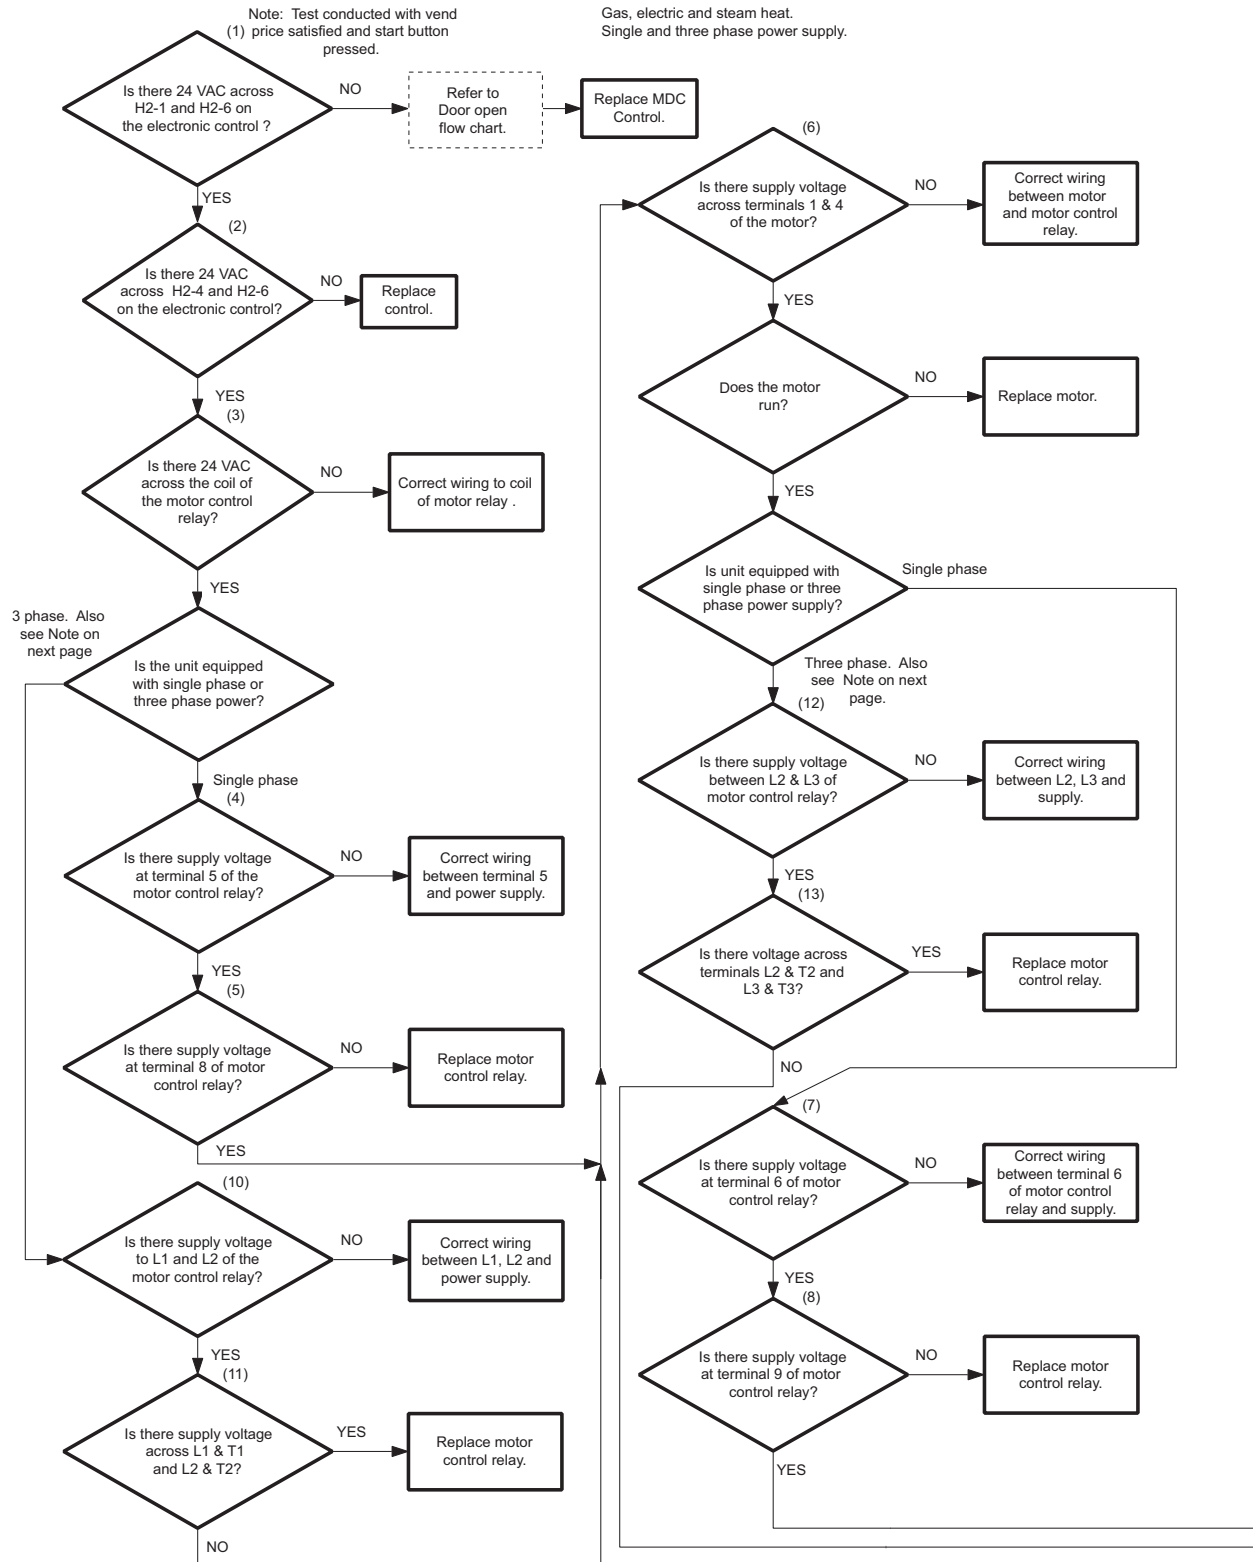 Note: Test conducted with vend
(1) price satisfied and start button
pressed.
Gas, electric and steam heat.
Single and three phase power supply.
Is there 24 VAC across
H2-1 and H2-6 on
the electronic control ?
NO
Refer to
Door open
flow chart.
Replace MDC
Control.
YES
(2)
Is there 24 VAC
across H2-4 and H2-6
on the electronic control?
NO
Replace
control.
YES
(3)
Is there 24 VAC
across the coil of
the motor control
relay?
NO
Correct wiring to coil
of motor relay .
YES
3 phase. Also
see Note on
next page
Is the unit equipped
with single phase or
three phase power?
Single phase
(4)
Is there supply voltage
at terminal 5 of the
motor control relay?
NO
Correct wiring
between terminal 5
and power supply.
YES
(5)
Is there supply voltage
at terminal 8 of motor
control relay?
NO
Replace motor
control relay.
YES
(10)
Is there supply voltage
to L1 and L2 of the
motor control relay?
NO
Correct wiring
between L1, L2 and
power supply.
YES
(11)
Is there supply voltage
across L1 & T1
and L2 & T2?
YES
Replace motor
control relay.
NO
(6)
Is there supply voltage
across terminals 1 & 4
of the motor?
NO
Correct wiring
between motor
and motor control
relay.
YES
Does the motor
run?
NO
Replace motor.
YES
Is unit equipped with
single phase or three
phase power supply?
Single phase
Three phase. Also
see Note on next
page.
(12)
Is there supply voltage
between L2 & L3 of
motor control relay?
NO
Correct wiring
between L2, L3 and
supply.
YES
(13)
Is there voltage across
terminals L2 & T2 and
L3 & T3?
YES
Replace motor
control relay.
NO
(7)
Is there supply voltage
at terminal 6 of motor
control relay?
NO
Correct wiring
between terminal 6
of motor control
relay and supply.
YES
(8)
Is there supply voltage
at terminal 9 of motor
control relay?
NO
Replace motor
control relay.
YES